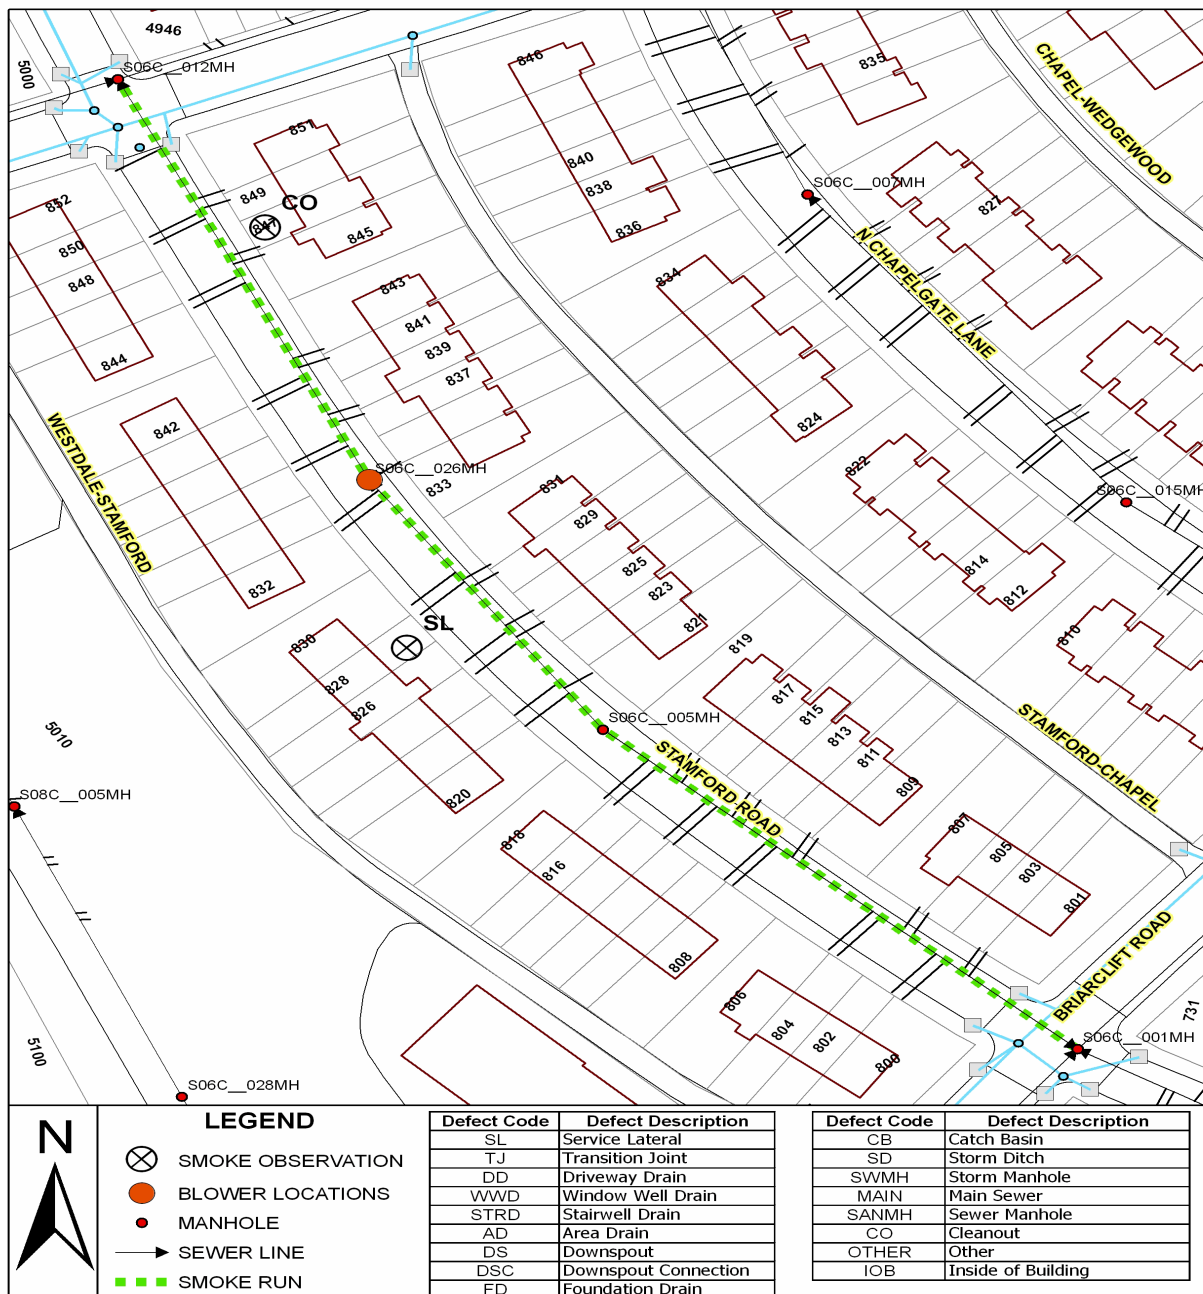 4946
5000
S06C__012MH
846
835
CHAPEL-WEDGEWOOD
851
840
838
836
S06C__007MH
827
852
849
CO
847
845
850
848
844
843
841
839
837
834
824
N CHAPELGATE LANE
WESTDALE-STAMFORD
842
832
S06C__026MH
833
831
829
825
823
821
822
814
812
S06C__015MH
810
SL
830
828
826
820
819
817
815
813
811
809
S06C__005MH
STAMFORD ROAD
STAMFORD-CHAPEL
5010
S08C__005MH
818
816
808
807
805
803
801
BRIARCLIFT ROAD
806
804
802
800
731
S06C__001MH
5100
S06C__028MH
N
LEGEND
SMOKE OBSERVATION
BLOWER LOCATIONS
MANHOLE
SEWER LINE
SMOKE RUN
Defect Code Defect Description
SL Service Lateral
TJ Transition Joint
DD Driveway Drain
WWD Window Well Drain
STRD Stairwell Drain
AD Area Drain
DS Downspout
DSC Downspout Connection
FD Foundation Drain
Defect Code Defect Description
CB Catch Basin
SD Storm Ditch
SWMH Storm Manhole
MAIN Main Sewer
SANMH Sewer Manhole
CO Cleanout
OTHER Other
IOB Inside of Building